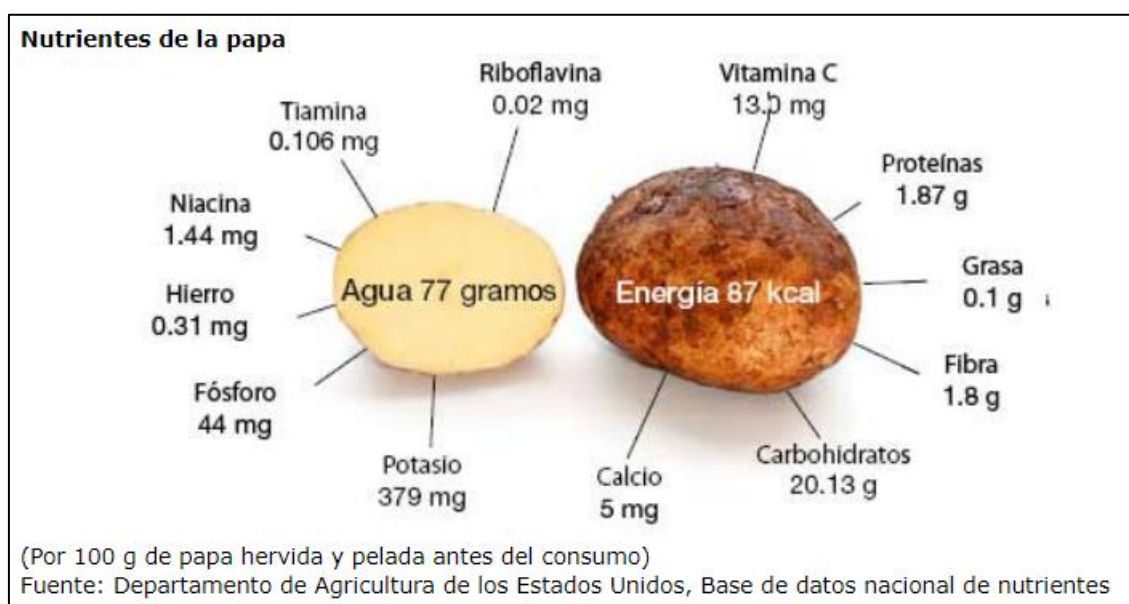 Nutrientes de la papa
Riboflavina
0.02 mg
Vitamina C
13.0 mg
Tiamina
0.106 mg
Proteínas
1.87 g
Niacina
1.44 mg
Grasa
0.1 g
Agua 77 gramos
Energía 87 kcal
Hierro
0.31 mg
Fibra
1.8 g
Fósforo
44 mg
Carbohidratos
20.13 g
Potasio
379 mg
Calcio
5 mg
(Por 100 g de papa hervida y pelada antes del consumo)
Fuente: Departamento de Agricultura de los Estados Unidos, Base de datos nacional de nutrientes